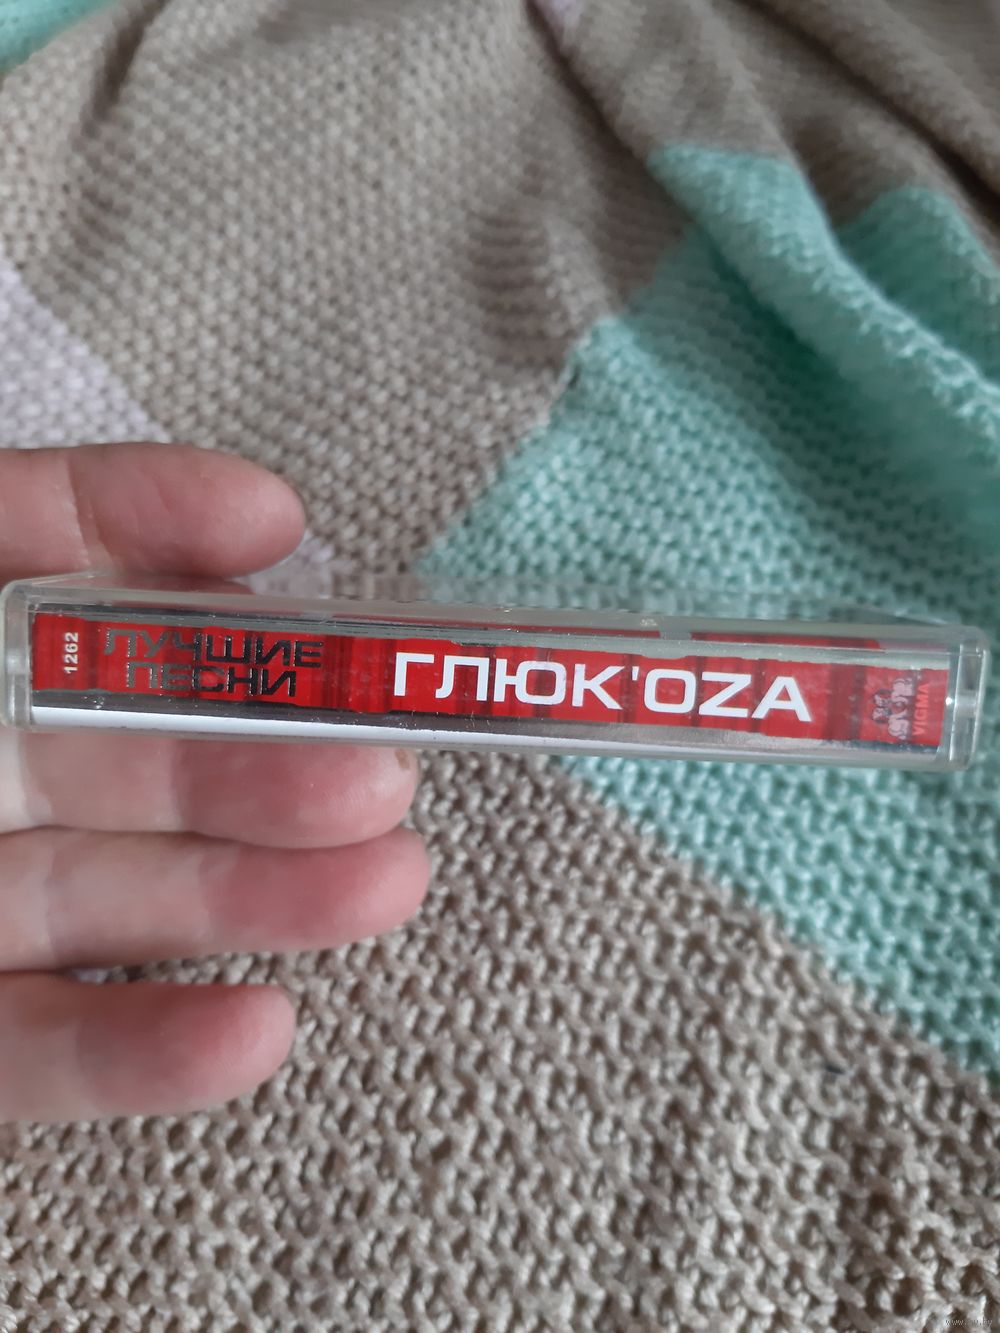 1262
ЛУЧШИЕ
ПЕСНИ
ГЛЮК'OZA
VIGMA